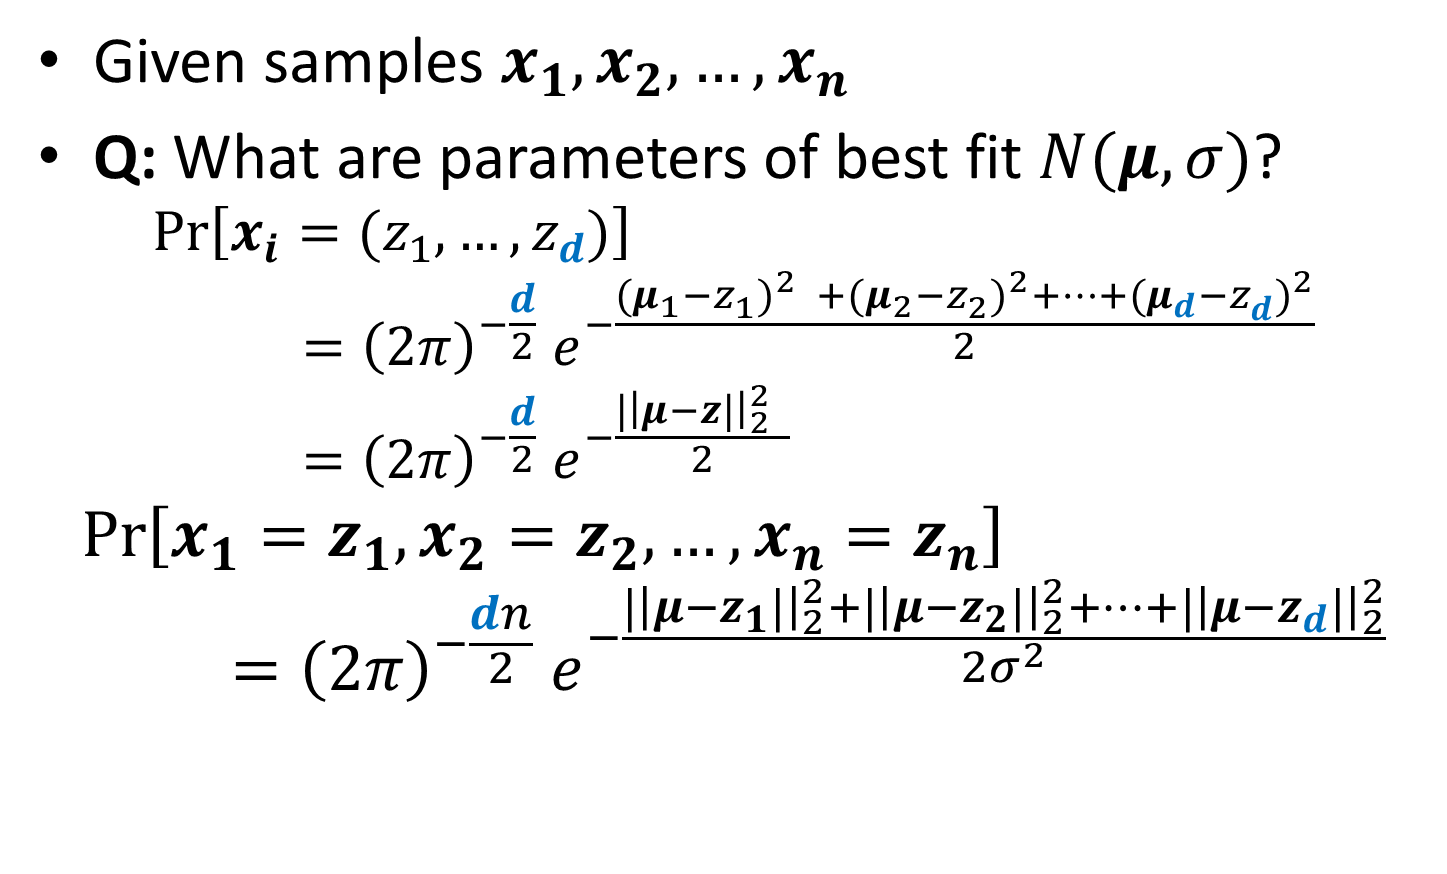 • Given samples 𝒙₁, 𝒙₂, … , 𝒙ₙ
• Q: What are parameters of best fit N(𝝁, σ)?
Pr[𝒙ᵢ = (z₁, … , z_d)]
= (2π)^{-d/2} e^{-((𝝁₁−z₁)² +(𝝁₂−z₂)²+⋯+(𝝁_d−z_d)²)/2}
= (2π)^{-d/2} e^{-||𝝁−𝒛||₂²/2}
Pr[𝒙₁ = 𝒛₁, 𝒙₂ = 𝒛₂, … , 𝒙ₙ = 𝒛ₙ]
= (2π)^{-dn/2} e^{-(||𝝁−𝒛₁||₂²+||𝝁−𝒛₂||₂²+⋯+||𝝁−𝒛_d||₂²)/(2σ²)}